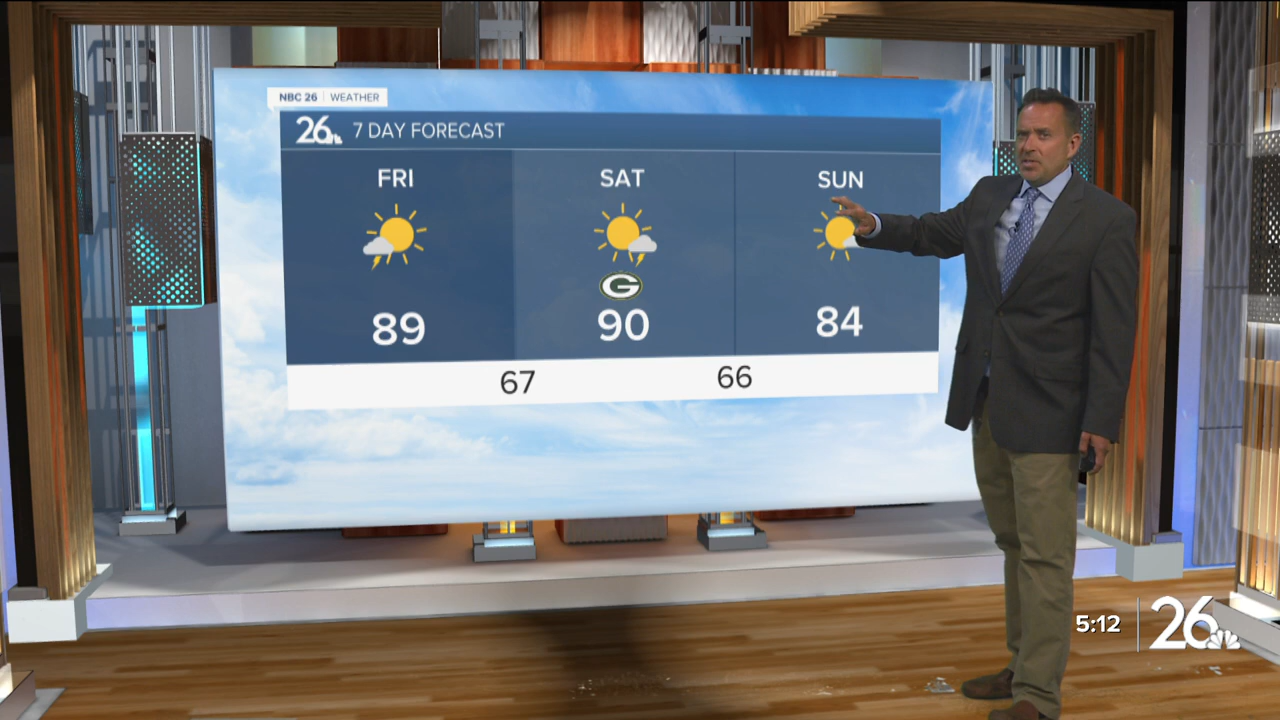 NBC 26 WEATHER
26 7 DAY FORECAST
FRI SAT SUN
G
89 90 84
67 66
5:12 26